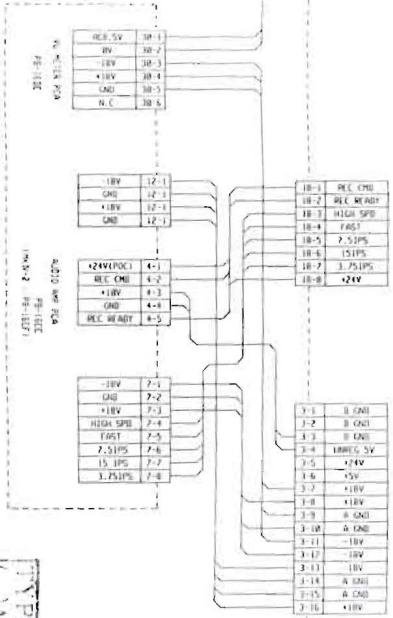 AC8.5V 30-1
0V 30-2
-18V 30-3
+18V 30-4
GND 30-5
N.C 30-6
VU METER PCA
-18V 12-1
GND 12-1
+18V 12-1
GND 12-1
+24V(POC) 4-1
REC CMD 4-2
+18V 4-3
GND 4-4
REC READY 4-5
AUDIO AMP PCA
-18V 7-1
GND 7-2
+18V 7-3
HIGH SPD 7-4
FAST 7-5
7.5IPS 7-6
15 IPS 7-7
3.75IPS 7-8
18-1 REC CMD
18-2 REC READY
18-3 HIGH SPD
18-4 FAST
18-5 7.5IPS
18-6 15IPS
18-7 3.75IPS
18-8 +24V
3-1 D GND
3-2 D GND
3-3 D GND
3-4 UNREG 5V
3-5 +24V
3-6 +5V
3-7 +18V
3-8 +18V
3-9 A GND
3-10 A GND
3-11 -18V
3-12 -18V
3-13 18V
3-14 A GND
3-15 A GND
3-16 +18V